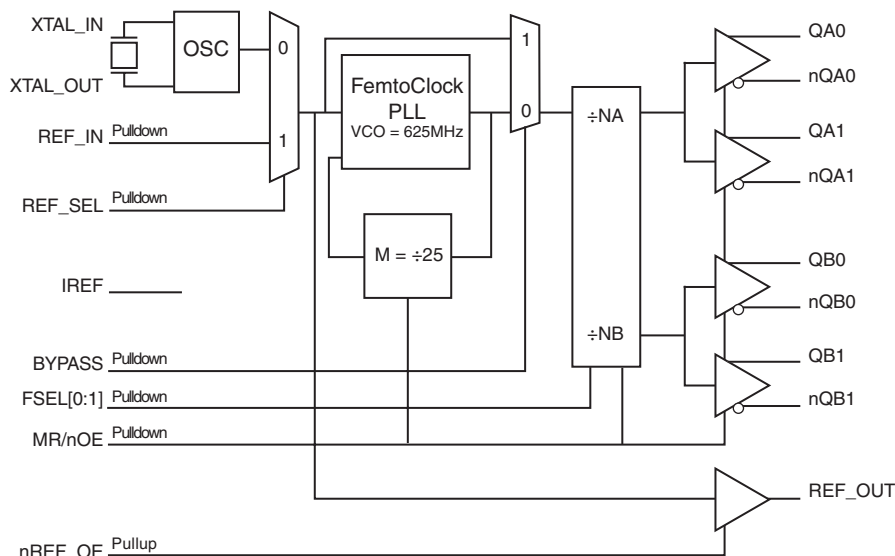 XTAL_IN
OSC
XTAL_OUT
0
1
REF_IN Pulldown
REF_SEL Pulldown
FemtoClock
PLL
VCO = 625MHz
1
0
M = ÷25
÷NA
÷NB
IREF
BYPASS Pulldown
FSEL[0:1] Pulldown
MR/nOE Pulldown
nREF_OE Pullup
QA0
nQA0
QA1
nQA1
QB0
nQB0
QB1
nQB1
REF_OUT